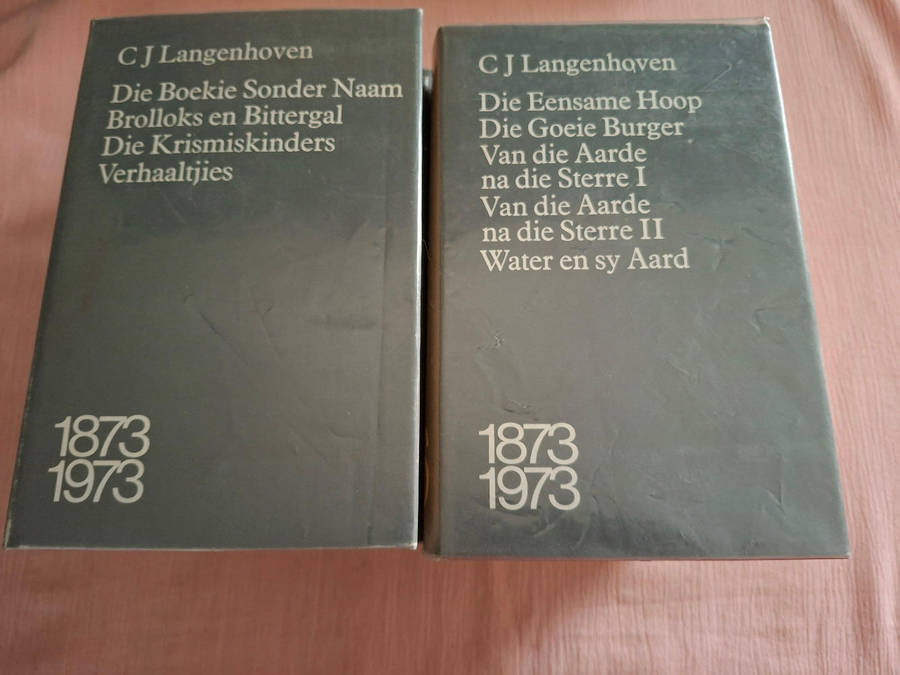 C J Langenhoven
Die Boekie Sonder Naam
Brolloks en Bittergal
Die Krismiskinders
Verhaaltjies
1873
1973
C J Langenhoven
Die Eensame Hoop
Die Goeie Burger
Van die Aarde
na die Sterre I
Van die Aarde
na die Sterre II
Water en sy Aard
1873
1973